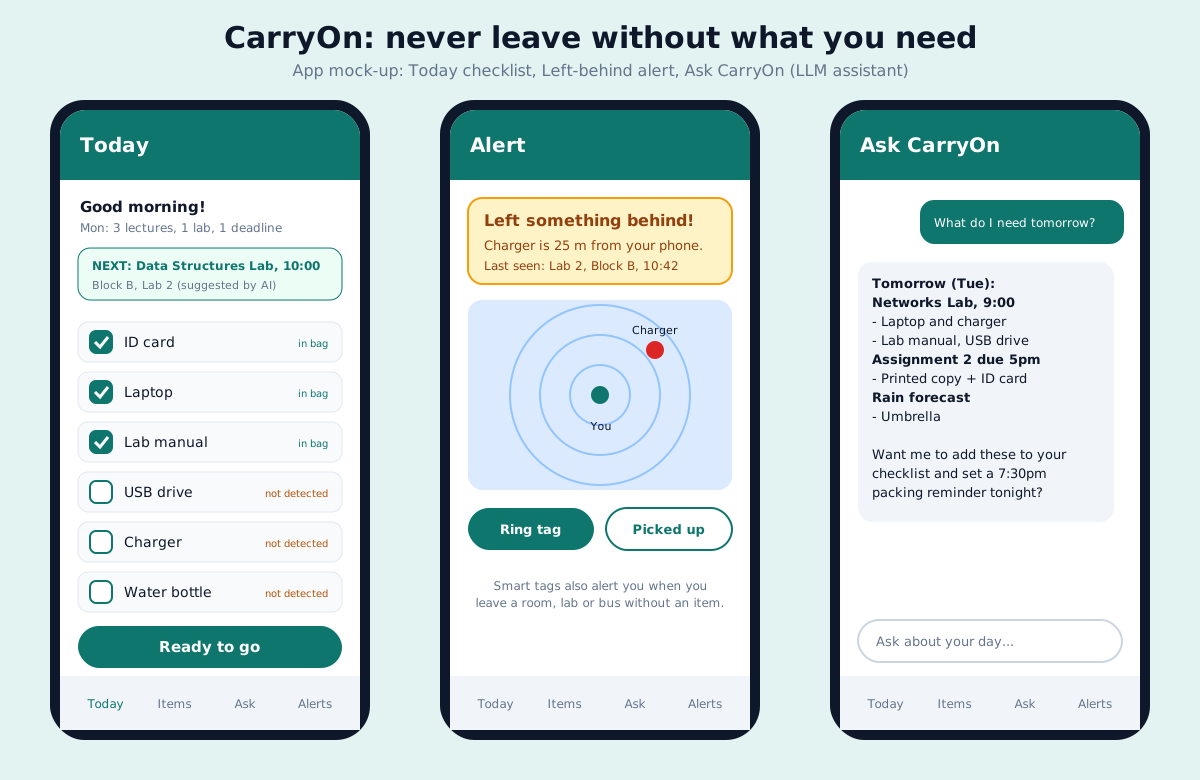 CarryOn: never leave without what you need
App mock-up: Today checklist, Left-behind alert, Ask CarryOn (LLM assistant)
Today
Good morning!
Mon: 3 lectures, 1 lab, 1 deadline
NEXT: Data Structures Lab, 10:00
Block B, Lab 2 (suggested by AI)
ID card in bag
Laptop in bag
Lab manual in bag
USB drive not detected
Charger not detected
Water bottle not detected
Ready to go
Today Items Ask Alerts
Alert
Left something behind!
Charger is 25 m from your phone.
Last seen: Lab 2, Block B, 10:42
Charger
You
Ring tag Picked up
Smart tags also alert you when you
leave a room, lab or bus without an item.
Today Items Ask Alerts
Ask CarryOn
What do I need tomorrow?
Tomorrow (Tue):
Networks Lab, 9:00
- Laptop and charger
- Lab manual, USB drive
Assignment 2 due 5pm
- Printed copy + ID card
Rain forecast
- Umbrella
Want me to add these to your
checklist and set a 7:30pm
packing reminder tonight?
Ask about your day...
Today Items Ask Alerts